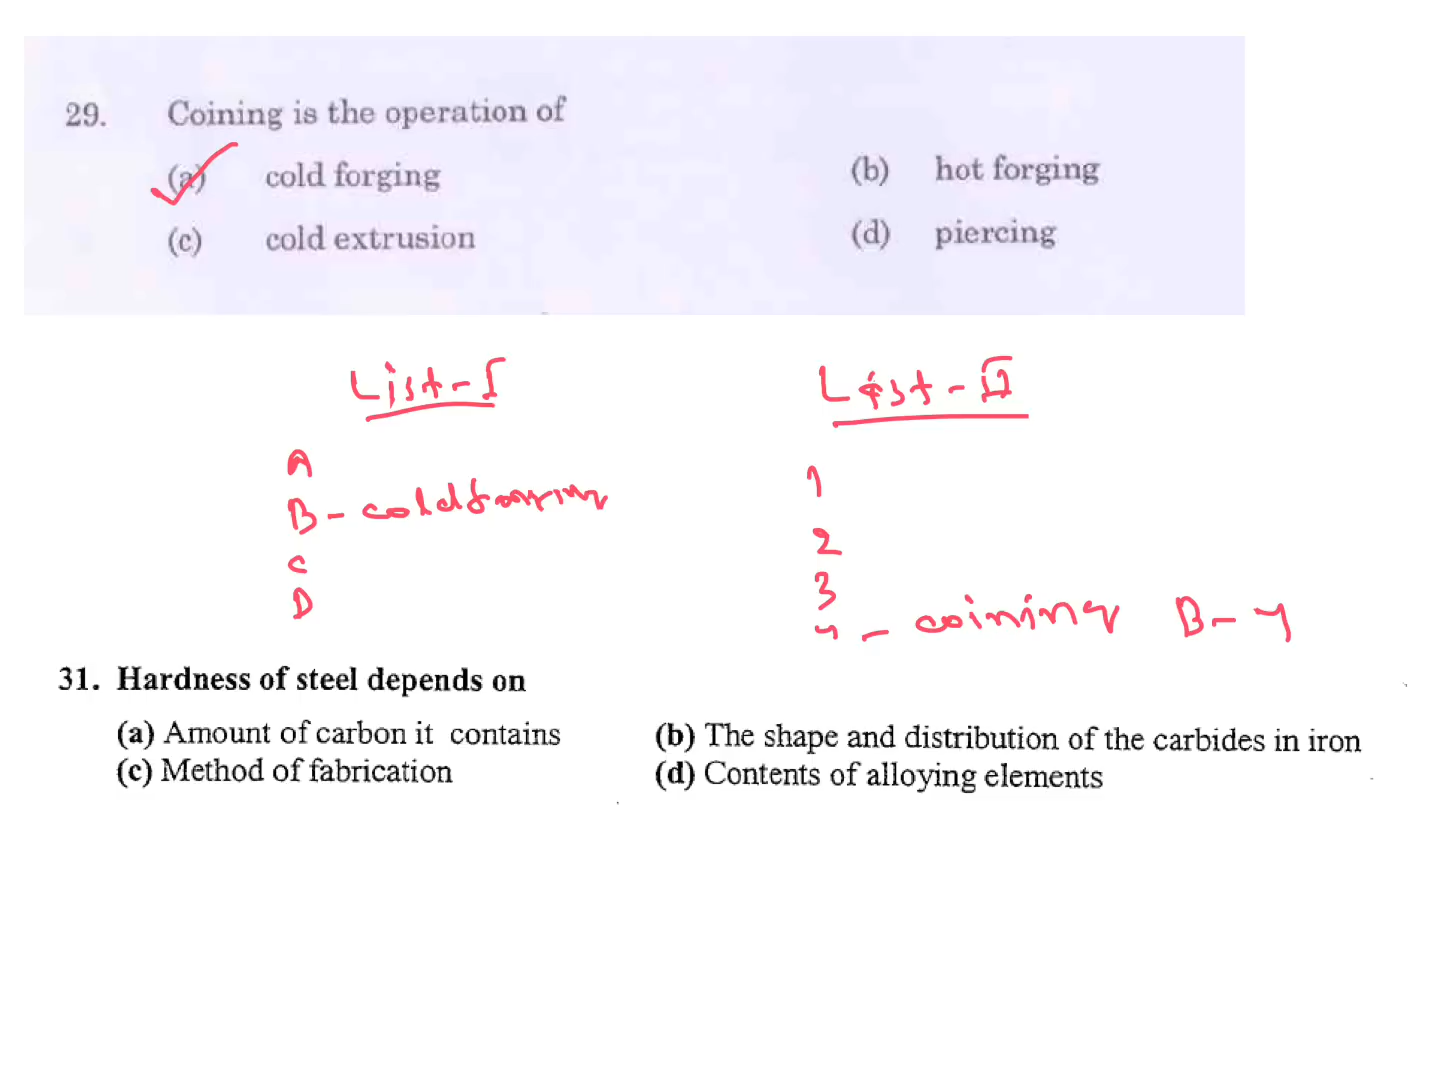 29. Coining is the operation of
(a) cold forging (b) hot forging
(c) cold extrusion (d) piercing
List-I List-II
A 1
B - cold forging 2
C 3
D 4 - coining B-4
31. Hardness of steel depends on
(a) Amount of carbon it contains (b) The shape and distribution of the carbides in iron
(c) Method of fabrication (d) Contents of alloying elements